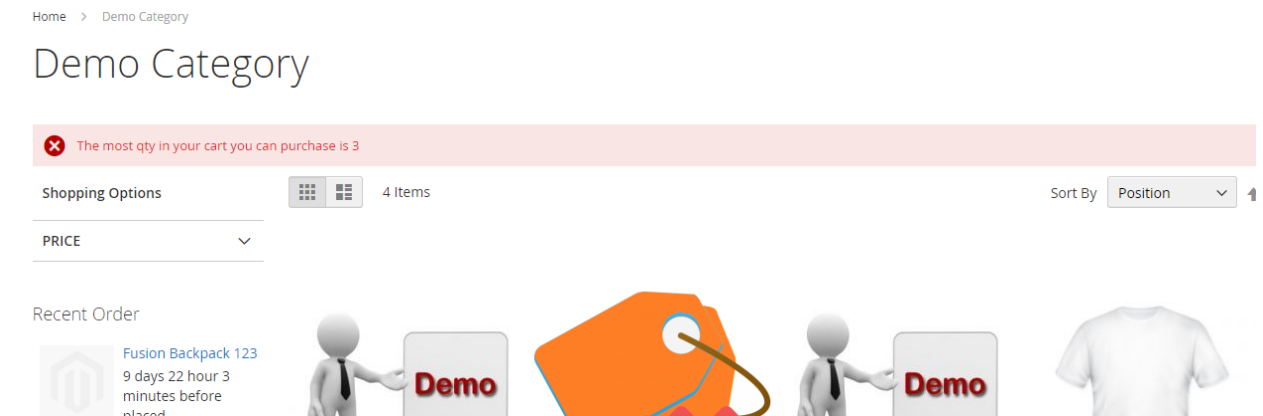 Home > Demo Category
Demo Category
The most qty in your cart you can purchase is 3
Shopping Options
4 Items
Sort By Position
PRICE
Recent Order
Fusion Backpack 123
9 days 22 hour 3
minutes before
placed
Demo
Demo